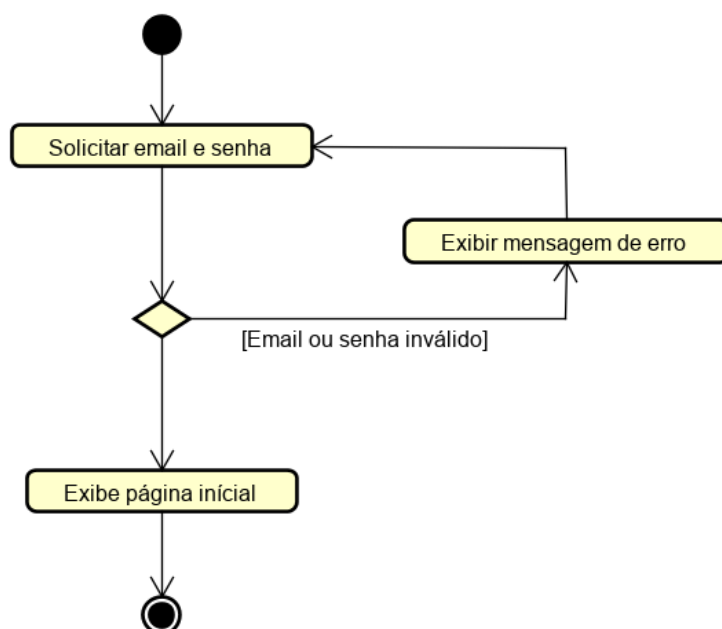 Solicitar email e senha
Exibir mensagem de erro
[Email ou senha inválido]
Exibe página inícial